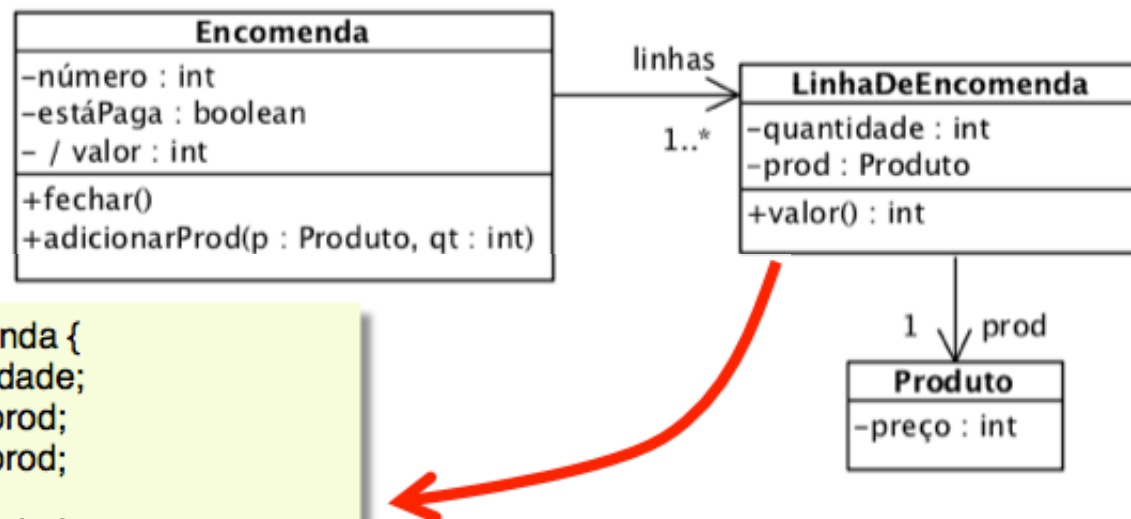 Encomenda
-número : int
-estáPaga : boolean
- / valor : int
+fechar()
+adicionarProd(p : Produto, qt : int)
linhas
1..*
LinhaDeEncomenda
-quantidade : int
-prod : Produto
+valor() : int
1 prod
Produto
-preço : int
nda {
dade;
prod;
prod;